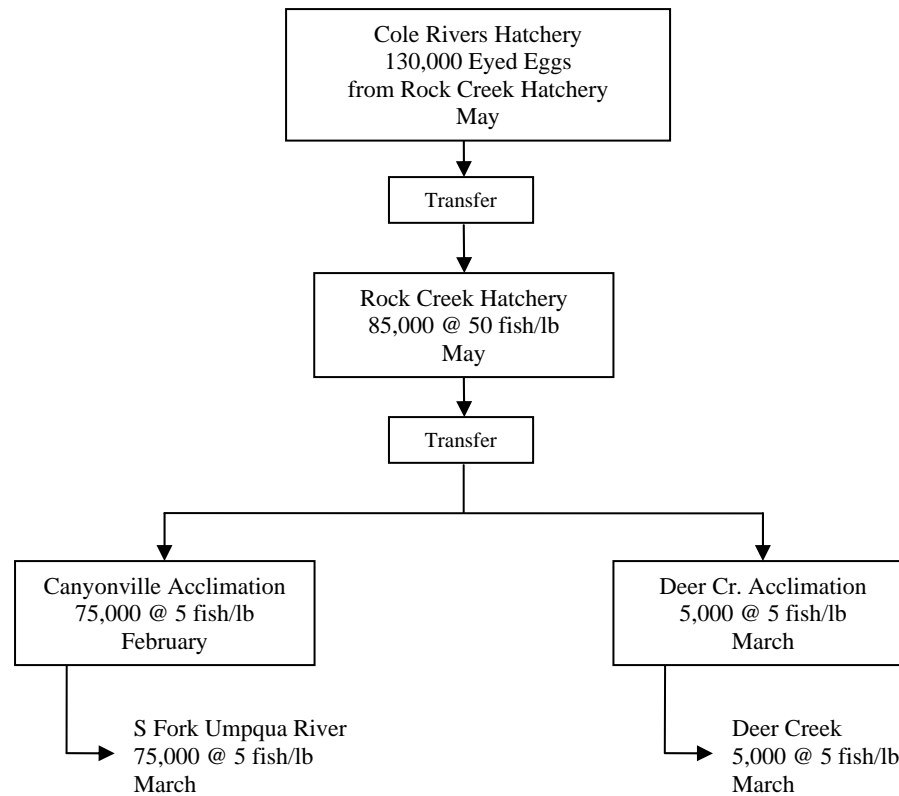 Cole Rivers Hatchery
130,000 Eyed Eggs
from Rock Creek Hatchery
May
Transfer
Rock Creek Hatchery
85,000 @ 50 fish/lb
May
Transfer
Canyonville Acclimation
75,000 @ 5 fish/lb
February
Deer Cr. Acclimation
5,000 @ 5 fish/lb
March
S Fork Umpqua River
75,000 @ 5 fish/lb
March
Deer Creek
5,000 @ 5 fish/lb
March